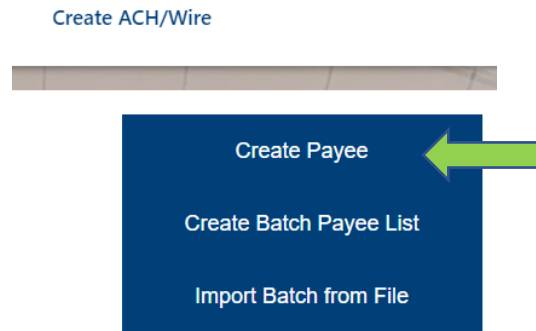 Create ACH/Wire
Create Payee
Create Batch Payee List
Import Batch from File